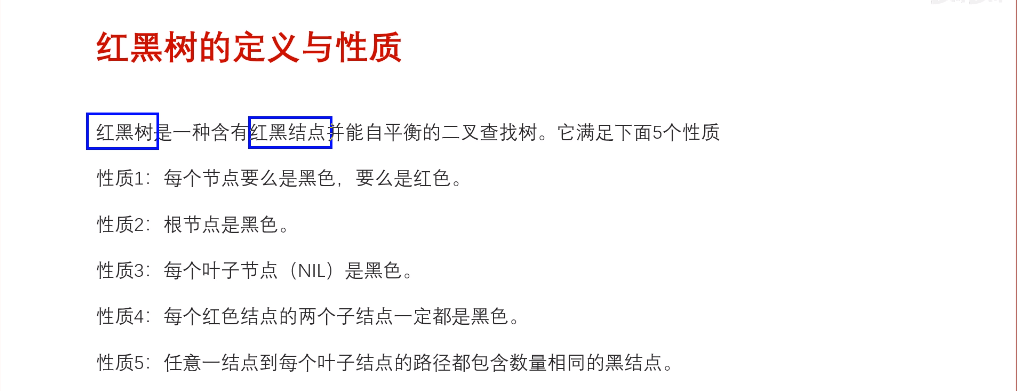 红黑树的定义与性质
红黑树是一种含有红黑结点并能自平衡的二叉查找树。它满足下面5个性质
性质1：每个节点要么是黑色，要么是红色。
性质2：根节点是黑色。
性质3：每个叶子节点（NIL）是黑色。
性质4：每个红色结点的两个子结点一定都是黑色。
性质5：任意一结点到每个叶子结点的路径都包含数量相同的黑结点。